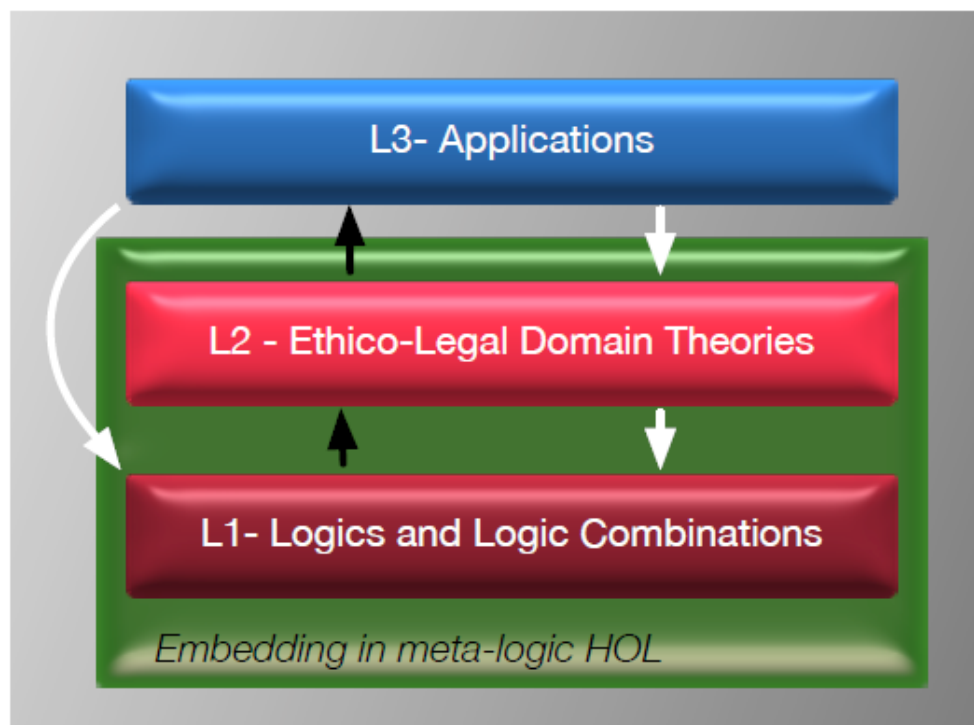 L3- Applications
L2 - Ethico-Legal Domain Theories
L1- Logics and Logic Combinations
Embedding in meta-logic HOL